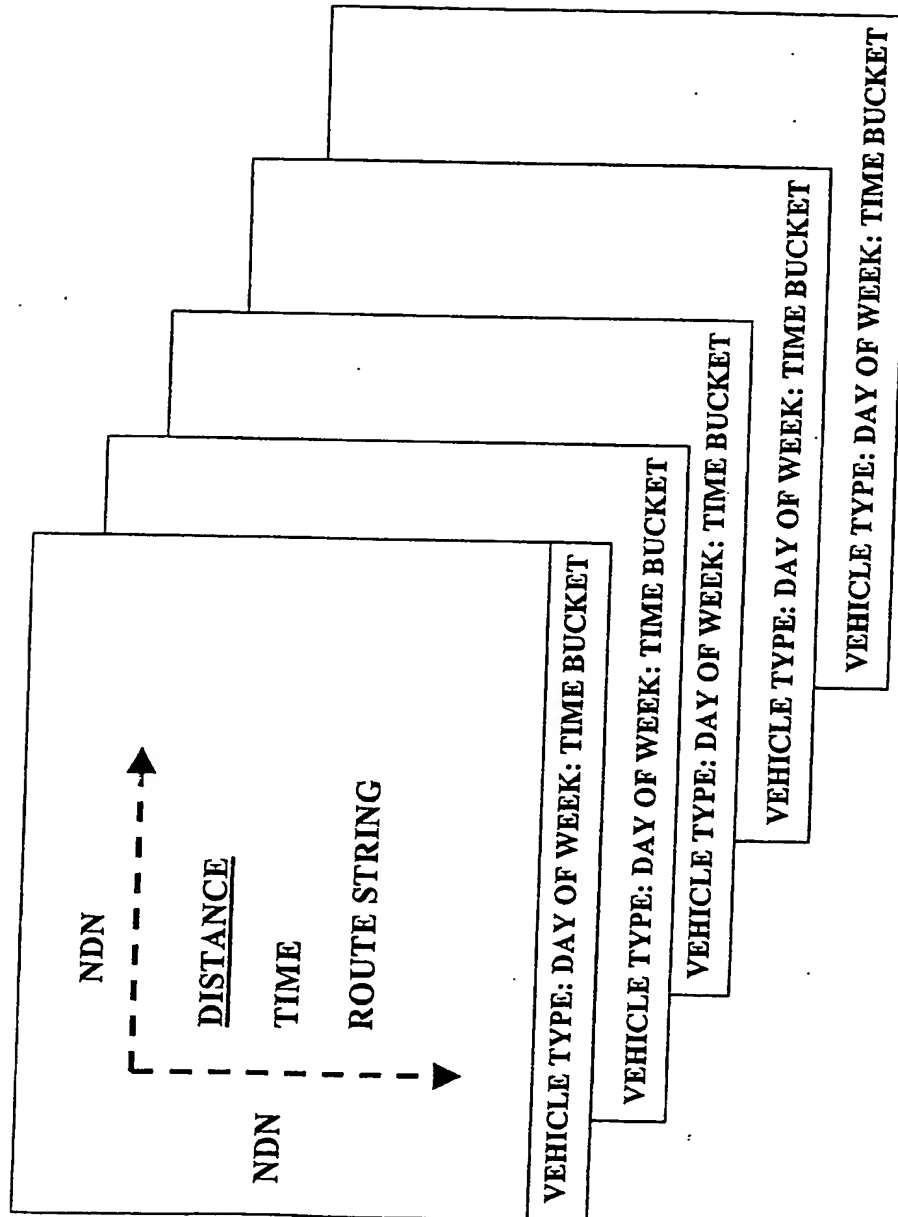 NDN
NDN
DISTANCE
TIME
ROUTE STRING
VEHICLE TYPE: DAY OF WEEK: TIME BUCKET
VEHICLE TYPE: DAY OF WEEK: TIME BUCKET
VEHICLE TYPE: DAY OF WEEK: TIME BUCKET
VEHICLE TYPE: DAY OF WEEK: TIME BUCKET
VEHICLE TYPE: DAY OF WEEK: TIME BUCKET